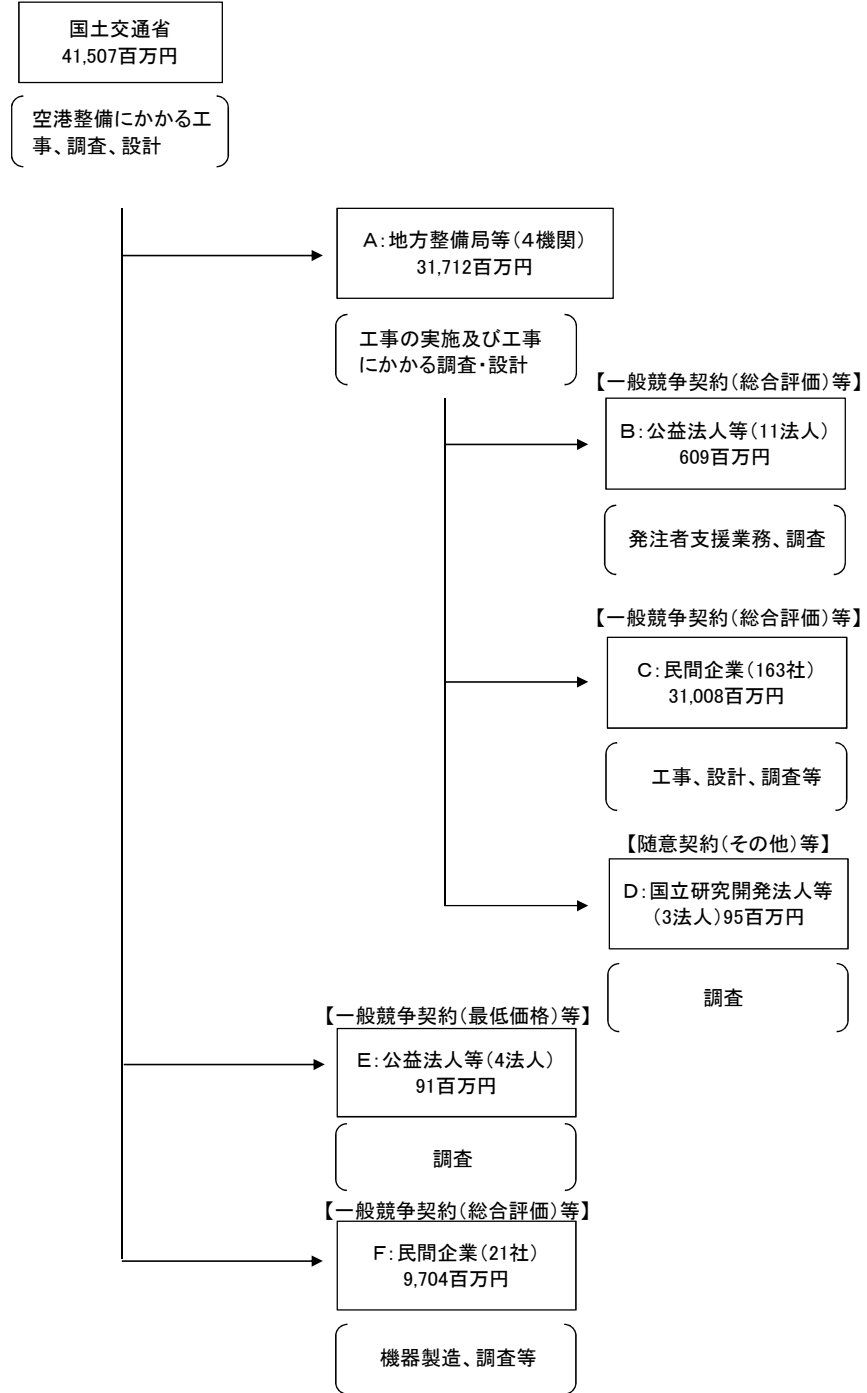 国土交通省
41,507百万円
空港整備にかかる工
事、調査、設計
A:地方整備局等(4機関)
31,712百万円
工事の実施及び工事
にかかる調査・設計
【一般競争契約(総合評価)等】
B:公益法人等(11法人)
609百万円
発注者支援業務、調査
【一般競争契約(総合評価)等】
C:民間企業(163社)
31,008百万円
工事、設計、調査等
【随意契約(その他)等】
D:国立研究開発法人等
(3法人)95百万円
調査
【一般競争契約(最低価格)等】
E:公益法人等(4法人)
91百万円
調査
【一般競争契約(総合評価)等】
F:民間企業(21社)
9,704百万円
機器製造、調査等